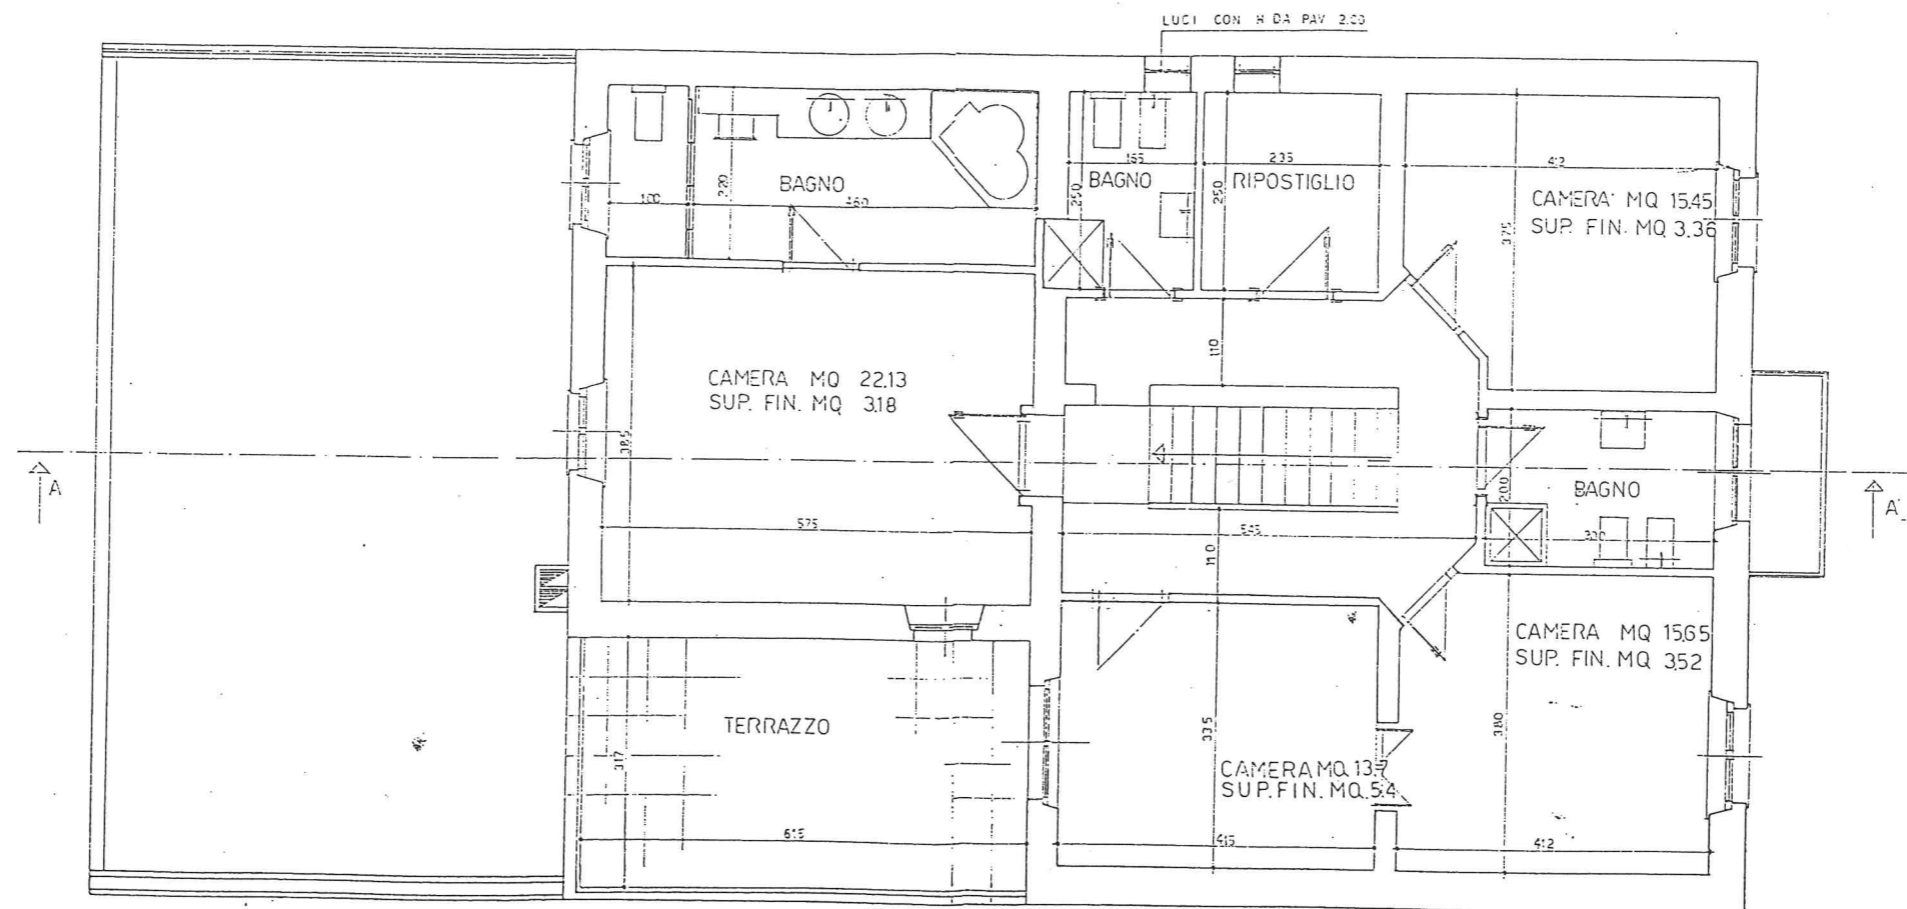 LUCI CON H DA PAV 2.00
BAGNO
100
220
460
BAGNO
165
250
RIPOSTIGLIO
235
250
CAMERA MQ 15.45
SUP. FIN. MQ 3.36
412
375
CAMERA MQ 22.13
SUP. FIN. MQ 3.18
385
575
110
A
A
BAGNO
200
330
545
110
CAMERA MQ 15.65
SUP. FIN. MQ 3.52
380
412
TERRAZZO
317
615
CAMERA MQ 13.7
SUP. FIN. MQ. 5.4
335
415